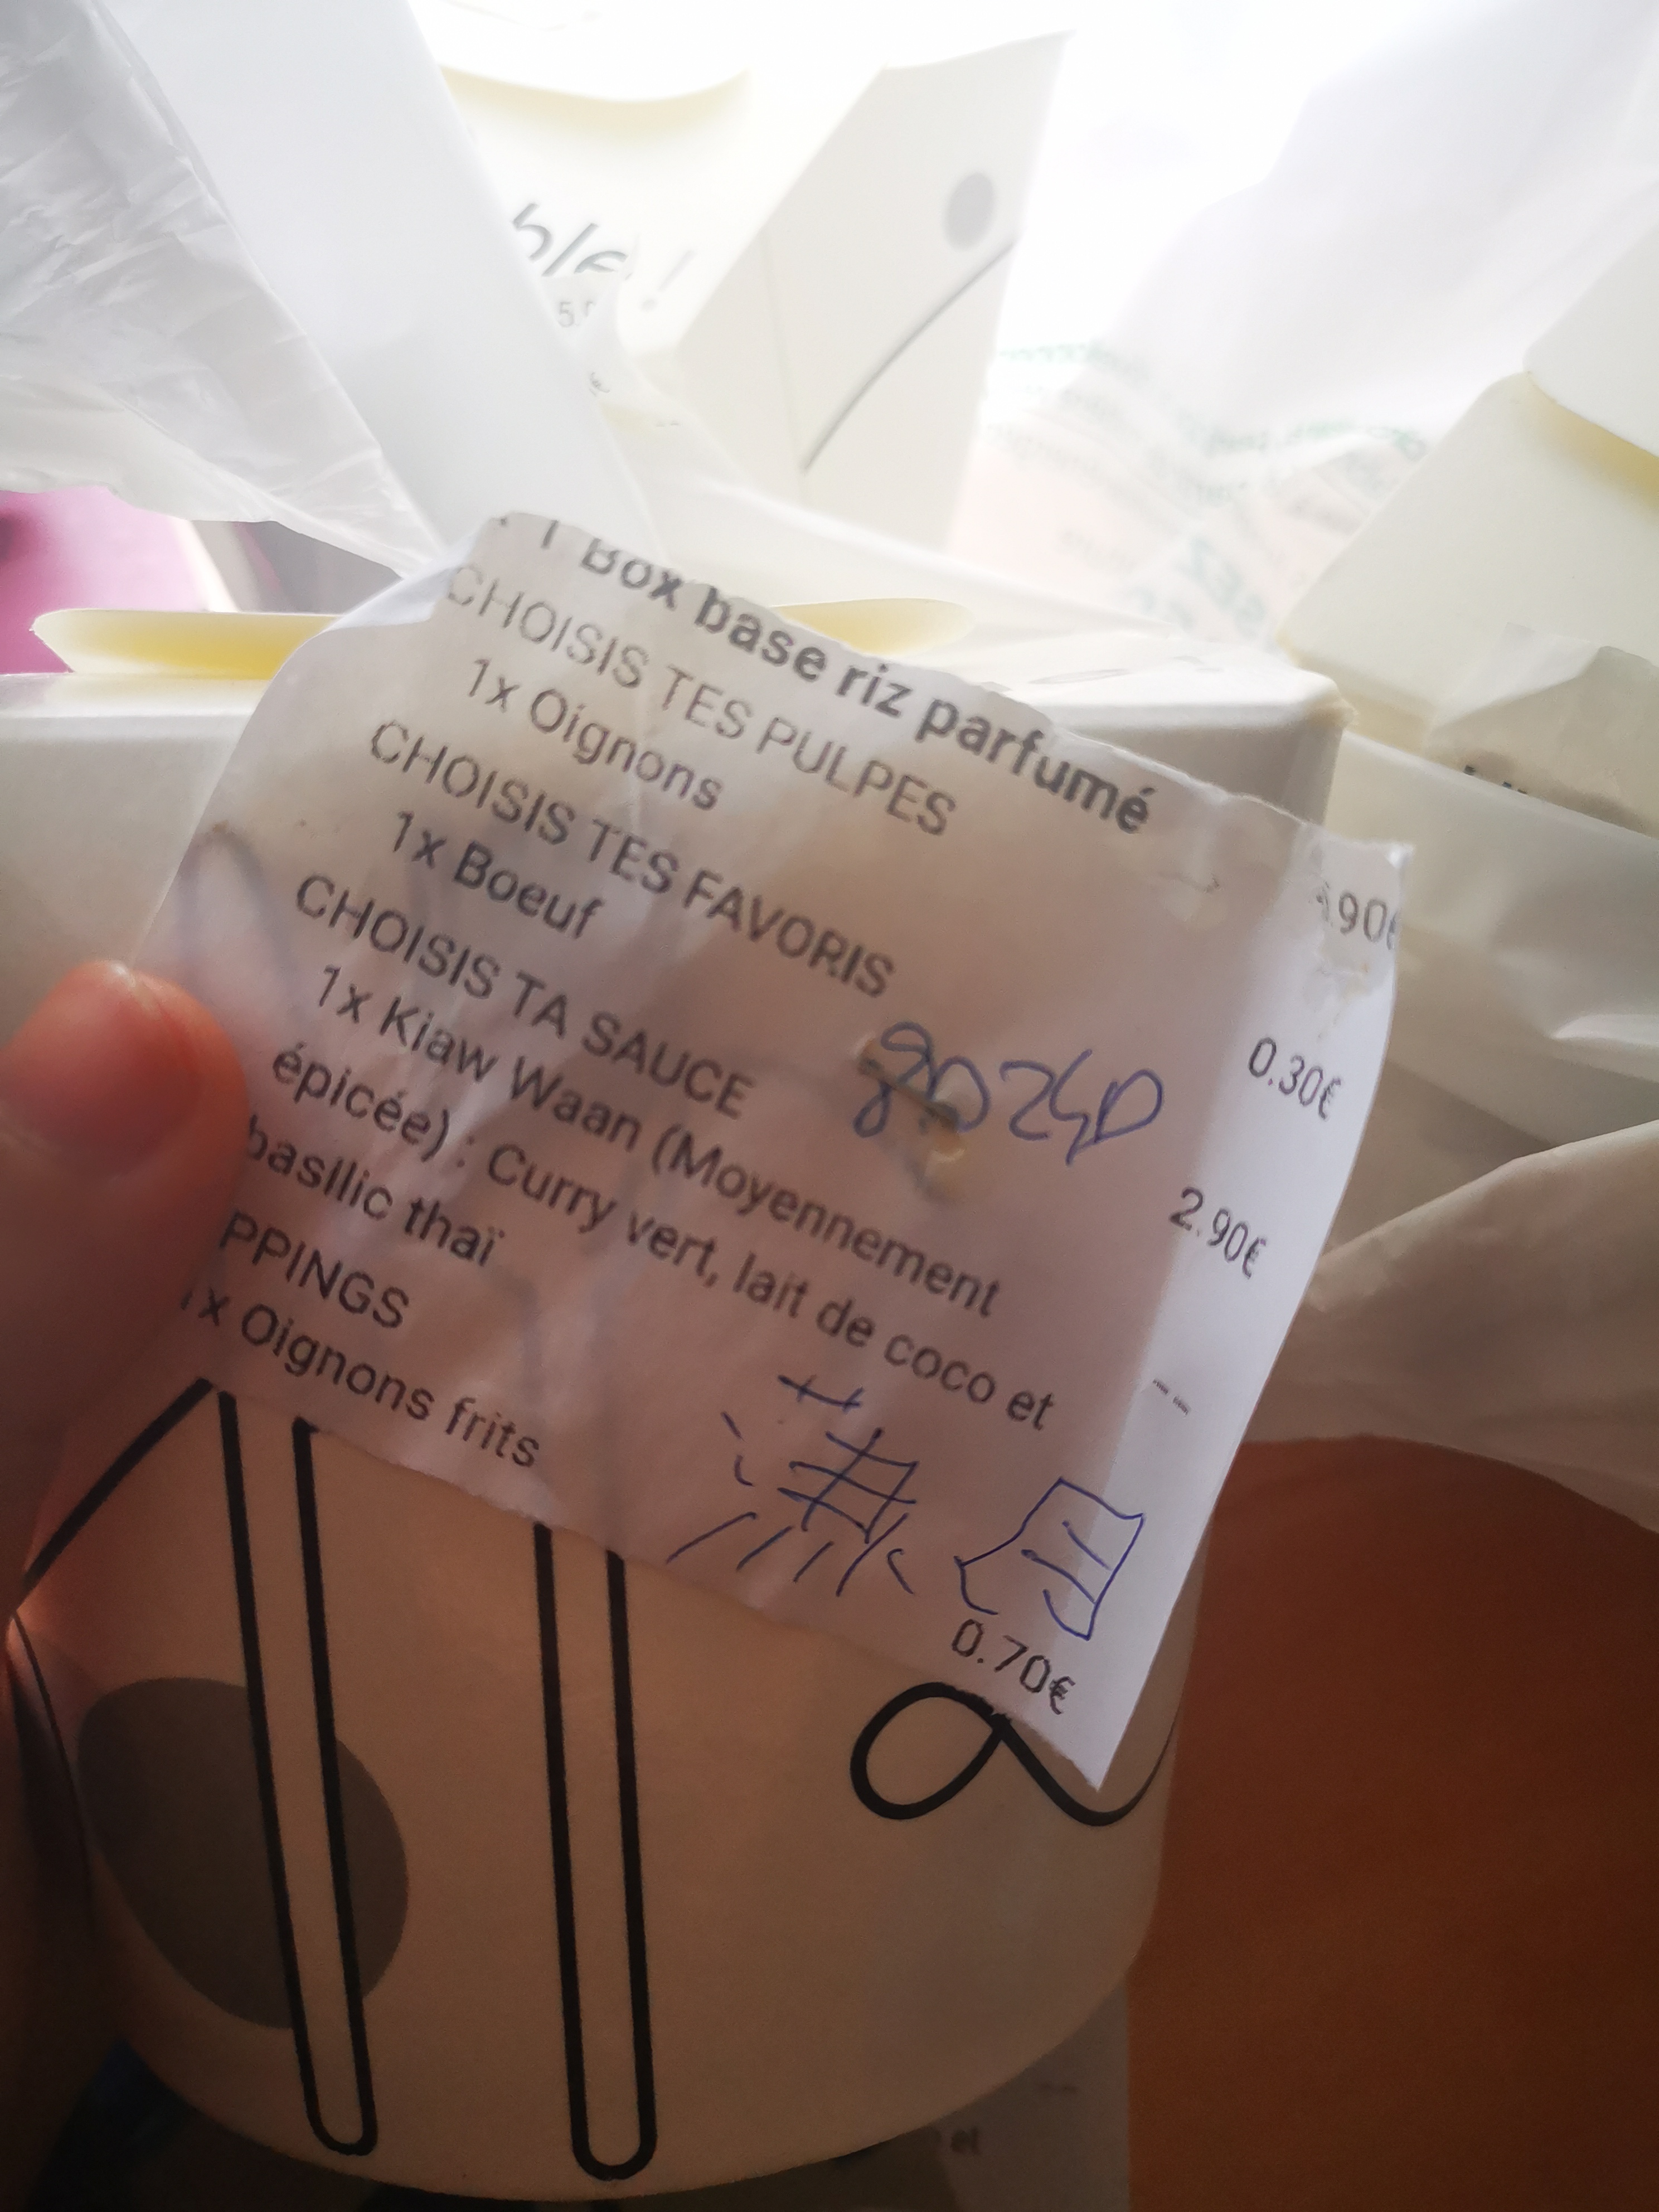 1 Box base riz parfumé
.90€
CHOISIS TES PULPES
1x Oignons
0.30€
CHOISIS TES FAVORIS
1x Boeuf
2.90€
CHOISIS TA SAUCE
1x Kiaw Waan (Moyennement
épicée) : Curry vert, lait de coco et
basilic thaï
--
PPINGS
1x Oignons frits
0.70€